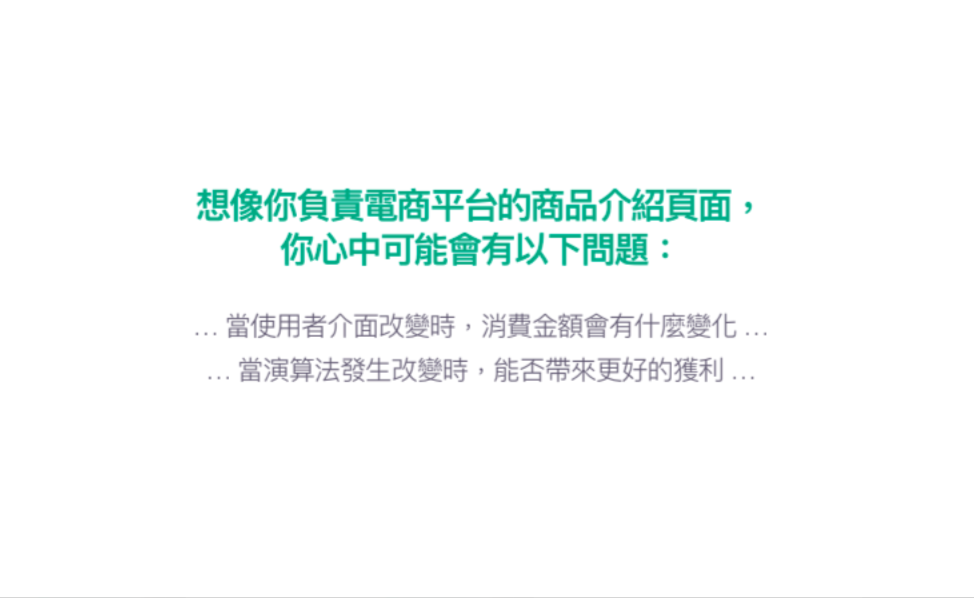 想像你負責電商平台的商品介紹頁面，
你心中可能會有以下問題：
… 當使用者介面改變時，消費金額會有什麼變化 …
… 當演算法發生改變時，能否帶來更好的獲利 …